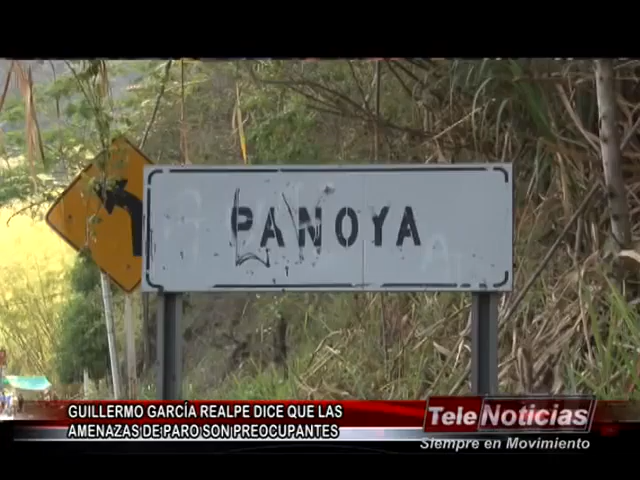 PANOYA
GUILLERMO GARCÍA REALPE DICE QUE LAS
AMENAZAS DE PARO SON PREOCUPANTES
TeleNoticias
Siempre en Movimiento